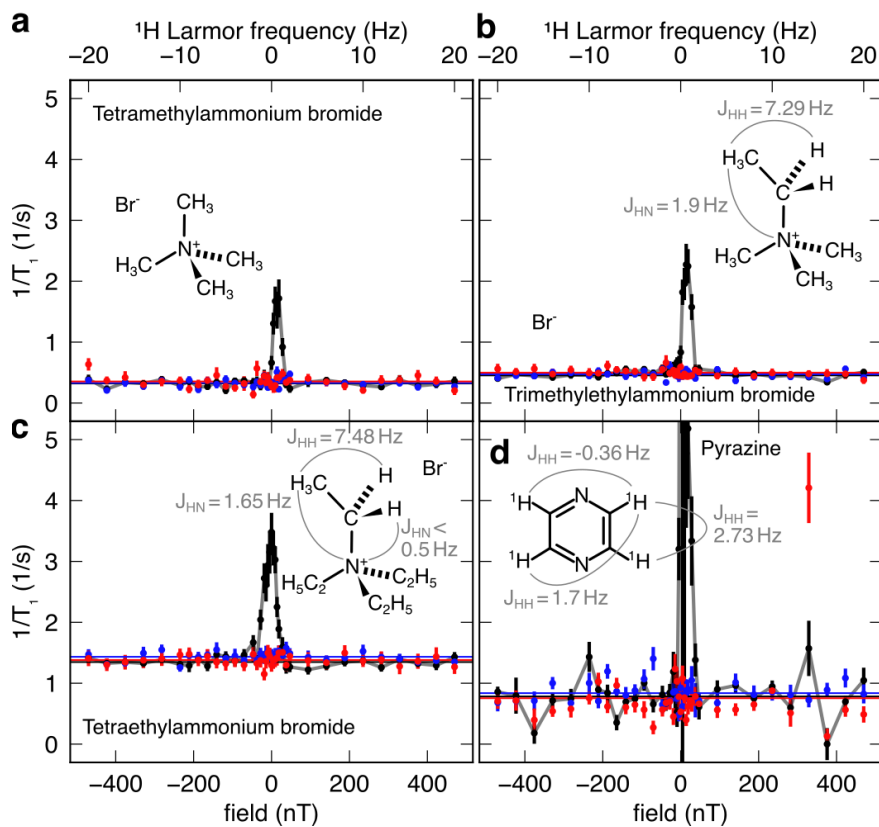 a
¹H Larmor frequency (Hz)
−20 −10 0 10 20
b
¹H Larmor frequency (Hz)
−20 −10 0 10 20
1/T₁ (1/s)
5
4
3
2
1
0
Tetramethylammonium bromide
Br⁻
CH₃
N⁺
H₃C
CH₃
CH₃
J_HH = 7.29 Hz
H₃C
H
C
H
J_HN = 1.9 Hz
N⁺
H₃C
CH₃
CH₃
Br⁻
Trimethylethylammonium bromide
c
1/T₁ (1/s)
5
4
3
2
1
0
J_HH = 7.48 Hz
Br⁻
H₃C
H
J_HN = 1.65 Hz
H
C
J_HN <
0.5 Hz
N⁺
H₅C₂
C₂H₅
C₂H₅
Tetraethylammonium bromide
−400 −200 0 200 400
field (nT)
d
Pyrazine
J_HH = -0.36 Hz
¹H
N
¹H
J_HH =
2.73 Hz
¹H
N
¹H
J_HH = 1.7 Hz
−400 −200 0 200 400
field (nT)